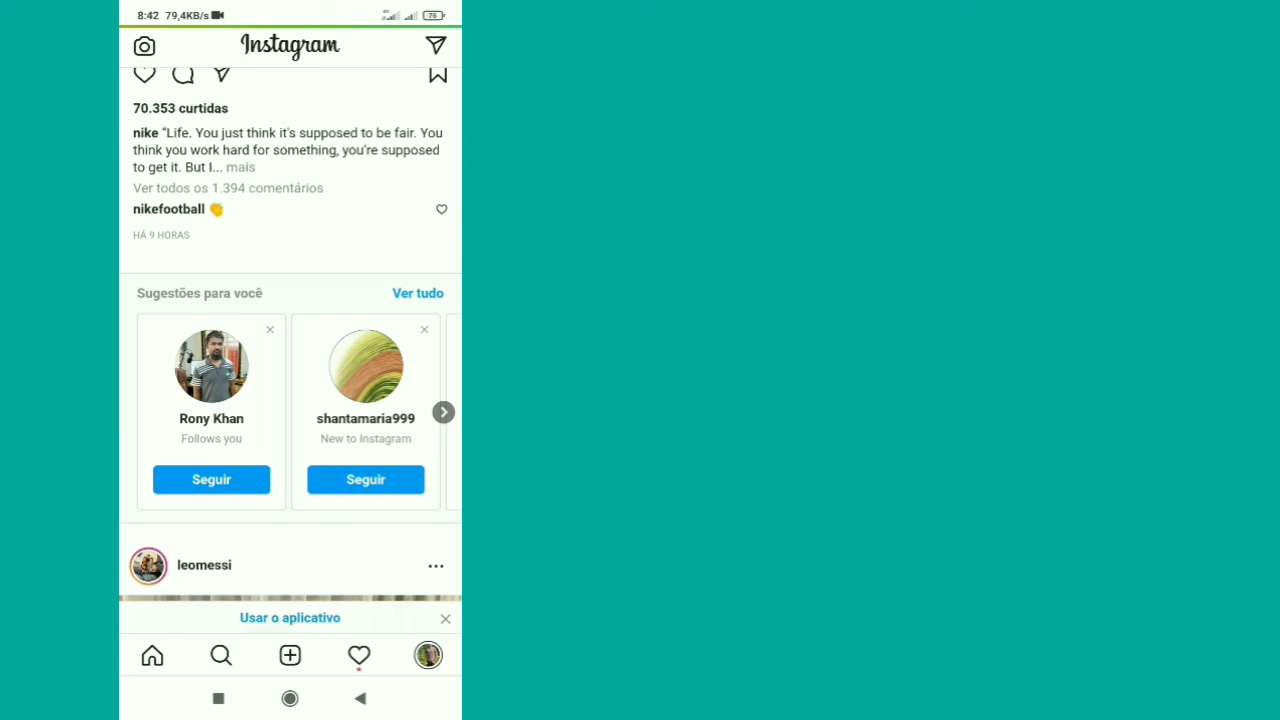 8:42 79,4KB/s 76
Instagram
70.353 curtidas
nike “Life. You just think it's supposed to be fair. You
think you work hard for something, you're supposed
to get it. But I... mais
Ver todos os 1.394 comentários
nikefootball 👏
HÁ 9 HORAS
Sugestões para você Ver tudo
Rony Khan shantamaria999
Follows you New to Instagram
Seguir Seguir
leomessi
Usar o aplicativo